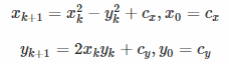 x_{k+1} = x_k^2 − y_k^2 + c_x, x_0 = c_x
y_{k+1} = 2x_k y_k + c_y, y_0 = c_y